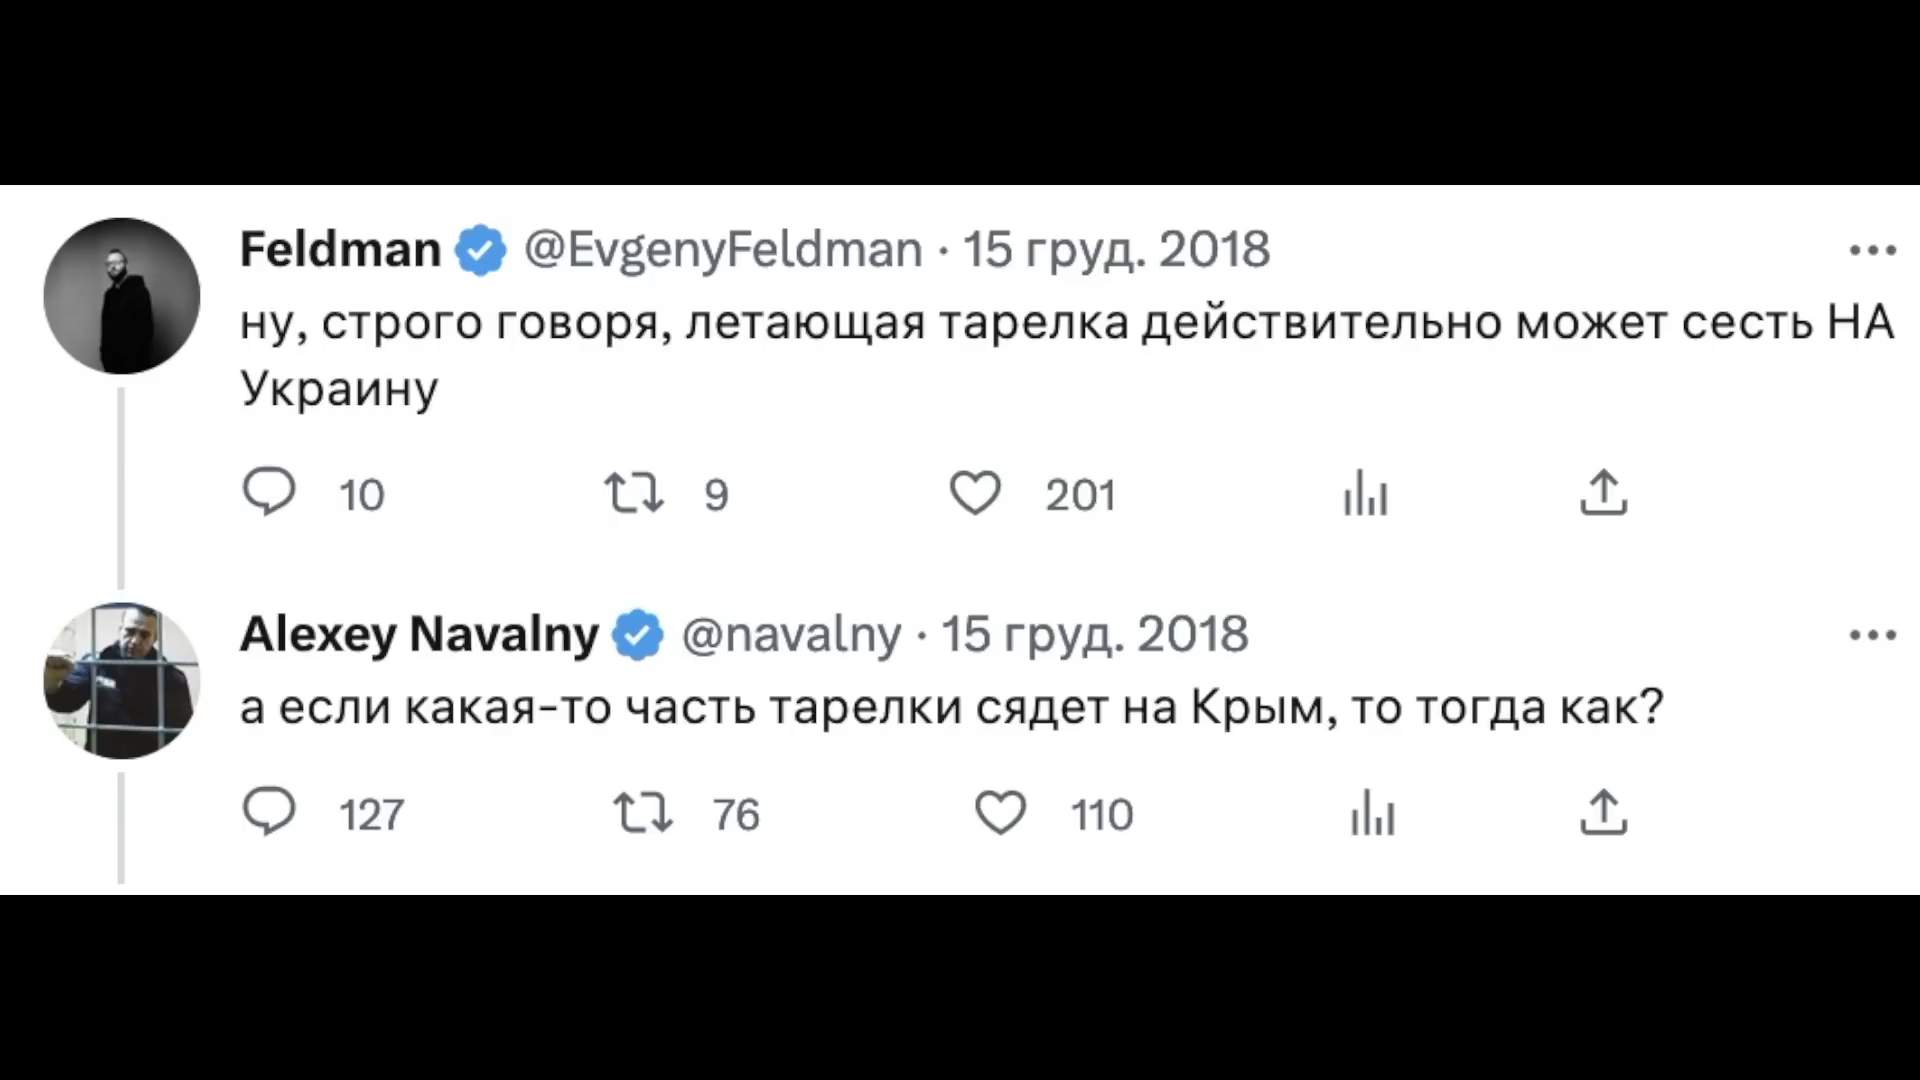 Feldman @EvgenyFeldman · 15 груд. 2018
ну, строго говоря, летающая тарелка действительно может сесть НА
Украину
10 9 201
Alexey Navalny @navalny · 15 груд. 2018
а если какая-то часть тарелки сядет на Крым, то тогда как?
127 76 110